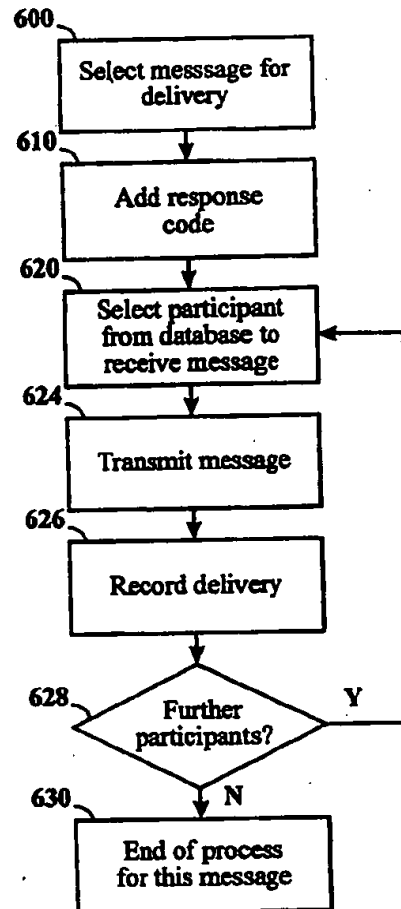 600
Select messsage for
delivery
610
Add response
code
620
Select participant
from database to
receive message
624
Transmit message
626
Record delivery
628
Further
participants?
Y
N
630
End of process
for this message